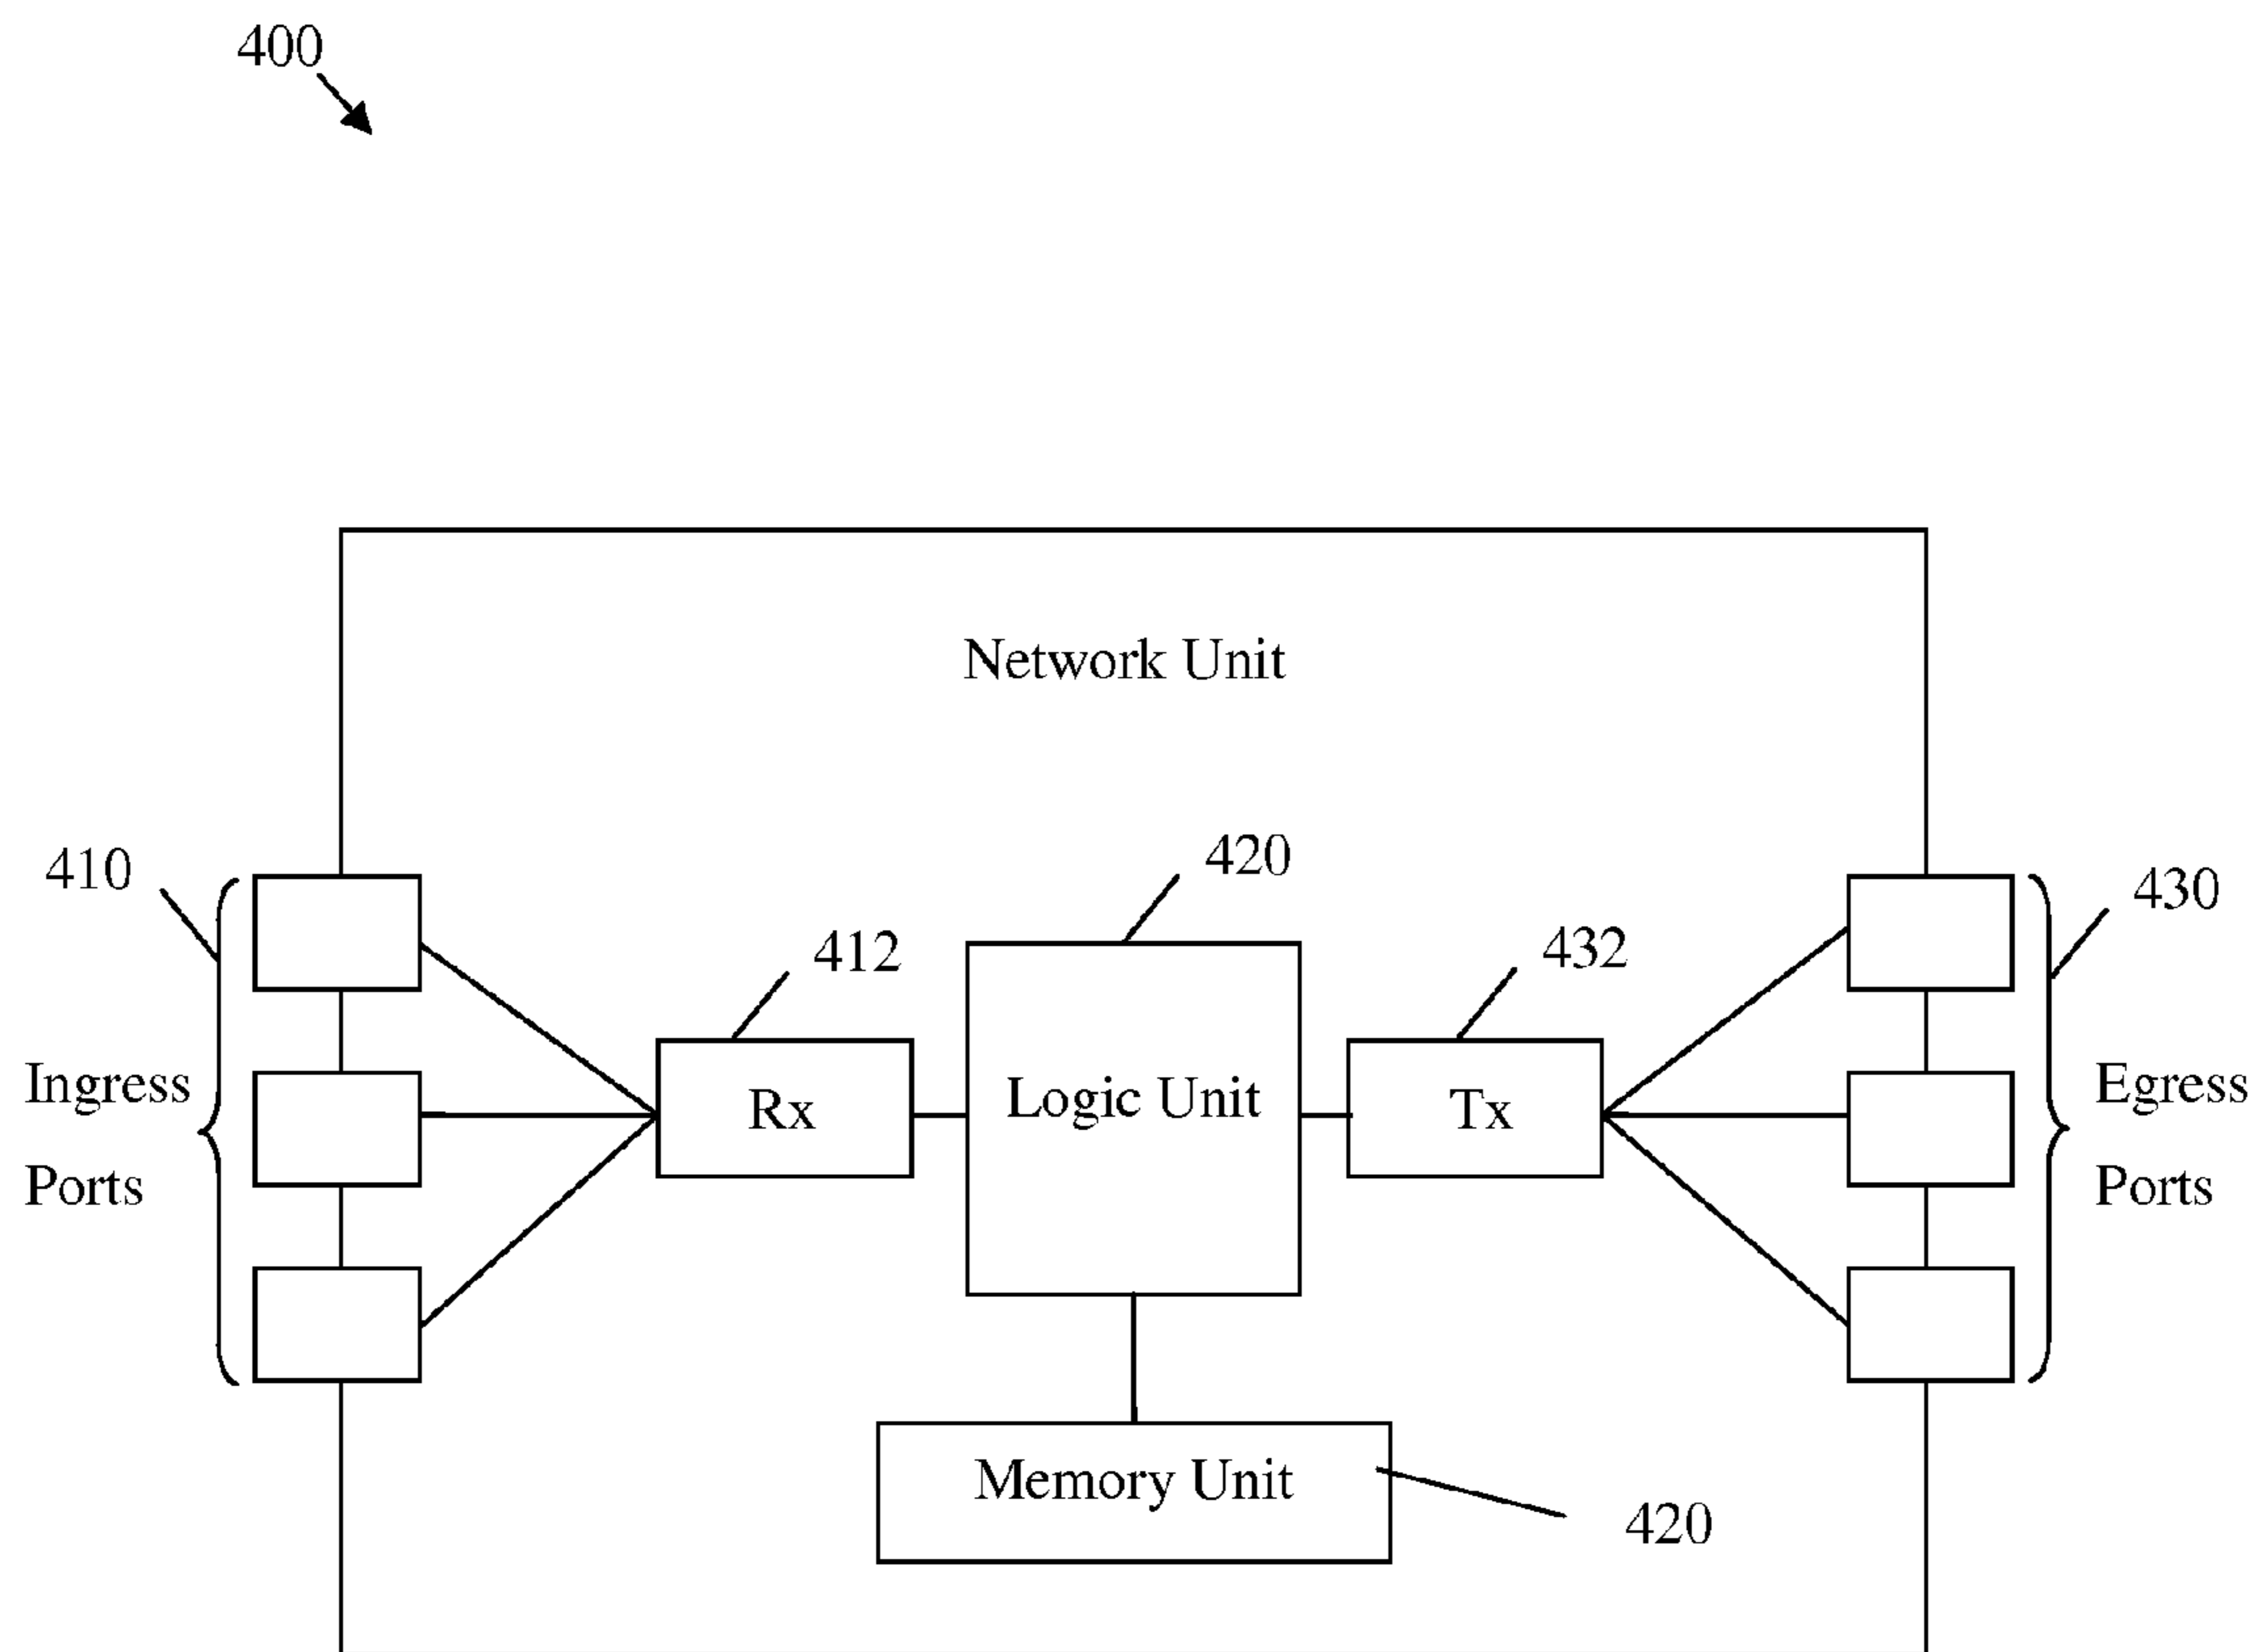 400
Network Unit
410
420
430
412
432
Ingress
Ports
Rx
Logic Unit
Tx
Egress
Ports
Memory Unit
420